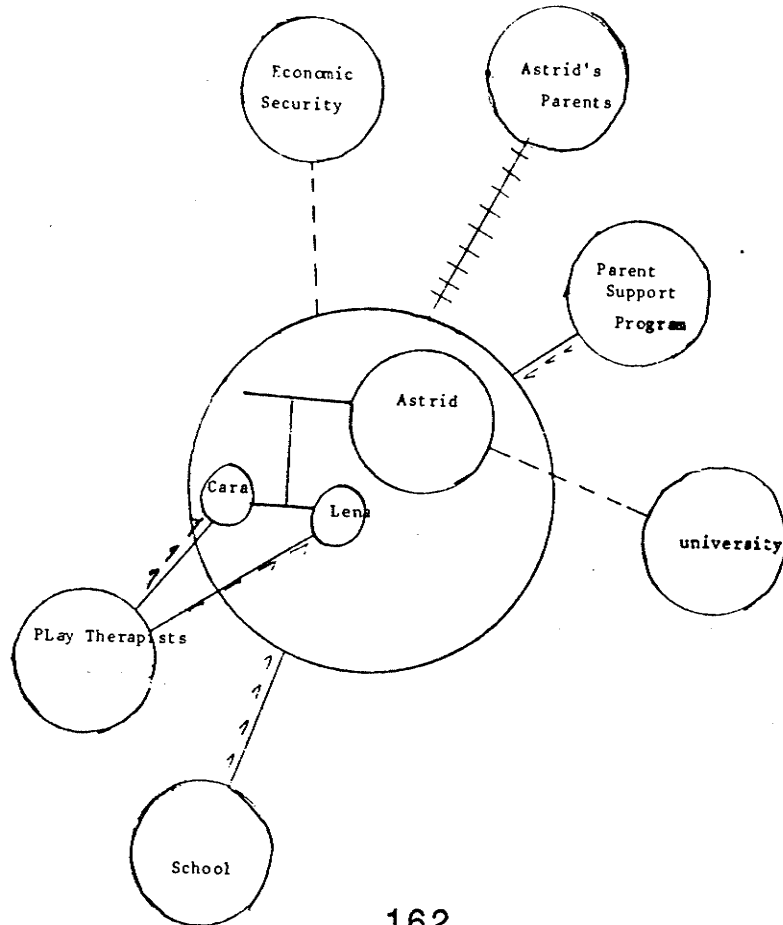 Economic
Security
Astrid's
Parents
Parent
Support
Program
Astrid
Cara
Lena
university
PLay Therapists
School
162